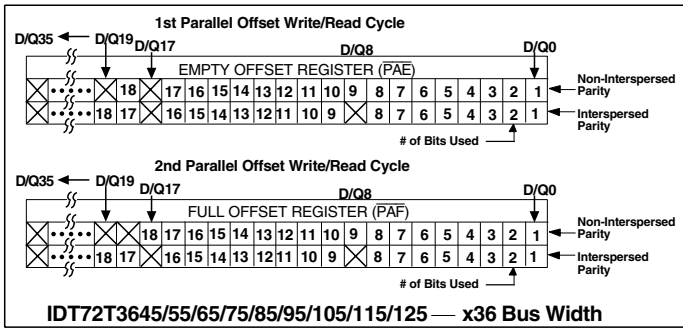 1st Parallel Offset Write/Read Cycle
D/Q35 D/Q19 D/Q17 D/Q8 D/Q0
EMPTY OFFSET REGISTER (PAE)
18 17 16 15 14 13 12 11 10 9 8 7 6 5 4 3 2 1 Non-Interspersed Parity
18 17 16 15 14 13 12 11 10 9 8 7 6 5 4 3 2 1 Interspersed Parity
# of Bits Used
2nd Parallel Offset Write/Read Cycle
D/Q35 D/Q19 D/Q17 D/Q8 D/Q0
FULL OFFSET REGISTER (PAF)
18 17 16 15 14 13 12 11 10 9 8 7 6 5 4 3 2 1 Non-Interspersed Parity
18 17 16 15 14 13 12 11 10 9 8 7 6 5 4 3 2 1 Interspersed Parity
# of Bits Used
IDT72T3645/55/65/75/85/95/105/115/125 — x36 Bus Width